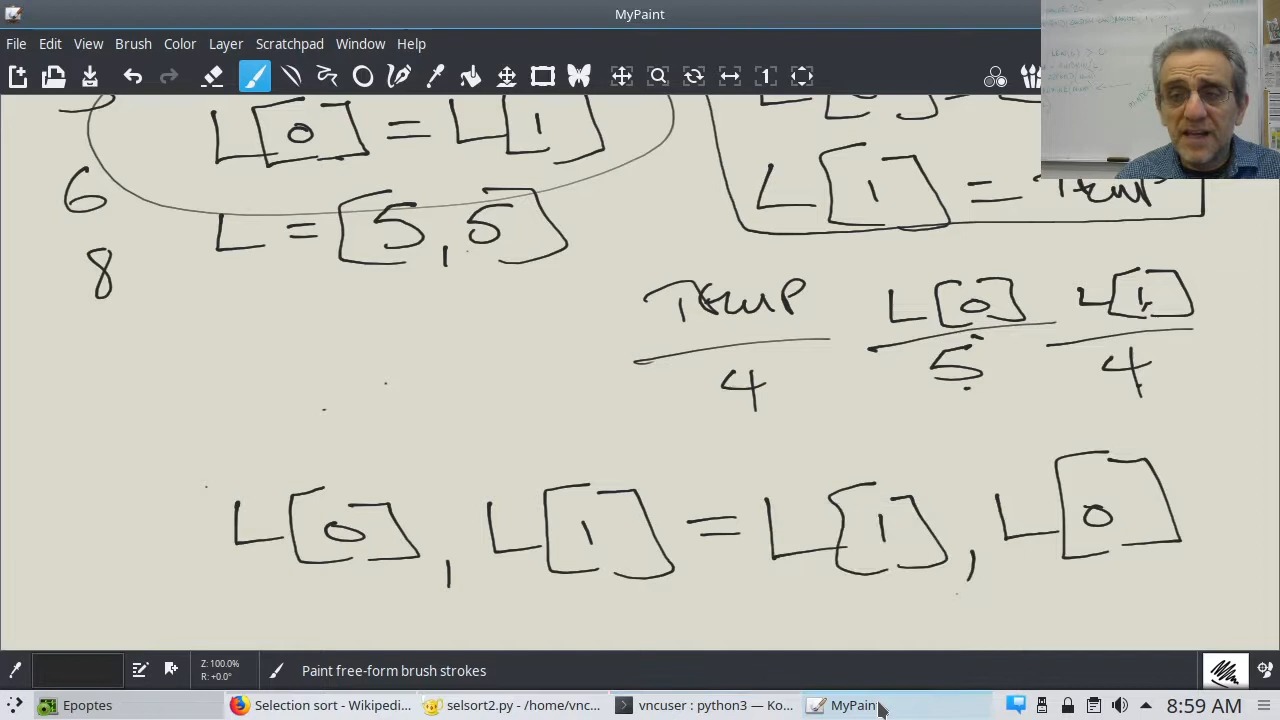 MyPaint
File Edit View Brush Color Layer Scratchpad Window Help
L[0] = L[1]
6
L[1] = TEMP
L = [5,5]
8
TEMP L[0] L[1]
4 5 4
L[0], L[1] = L[1], L[0]
Z: 100.0%
R: +0.0°
Paint free-form brush strokes
Epoptes Selection sort - Wikipedi... selsort2.py - /home/vnc... vncuser : python3 — Ko... MyPaint 8:59 AM